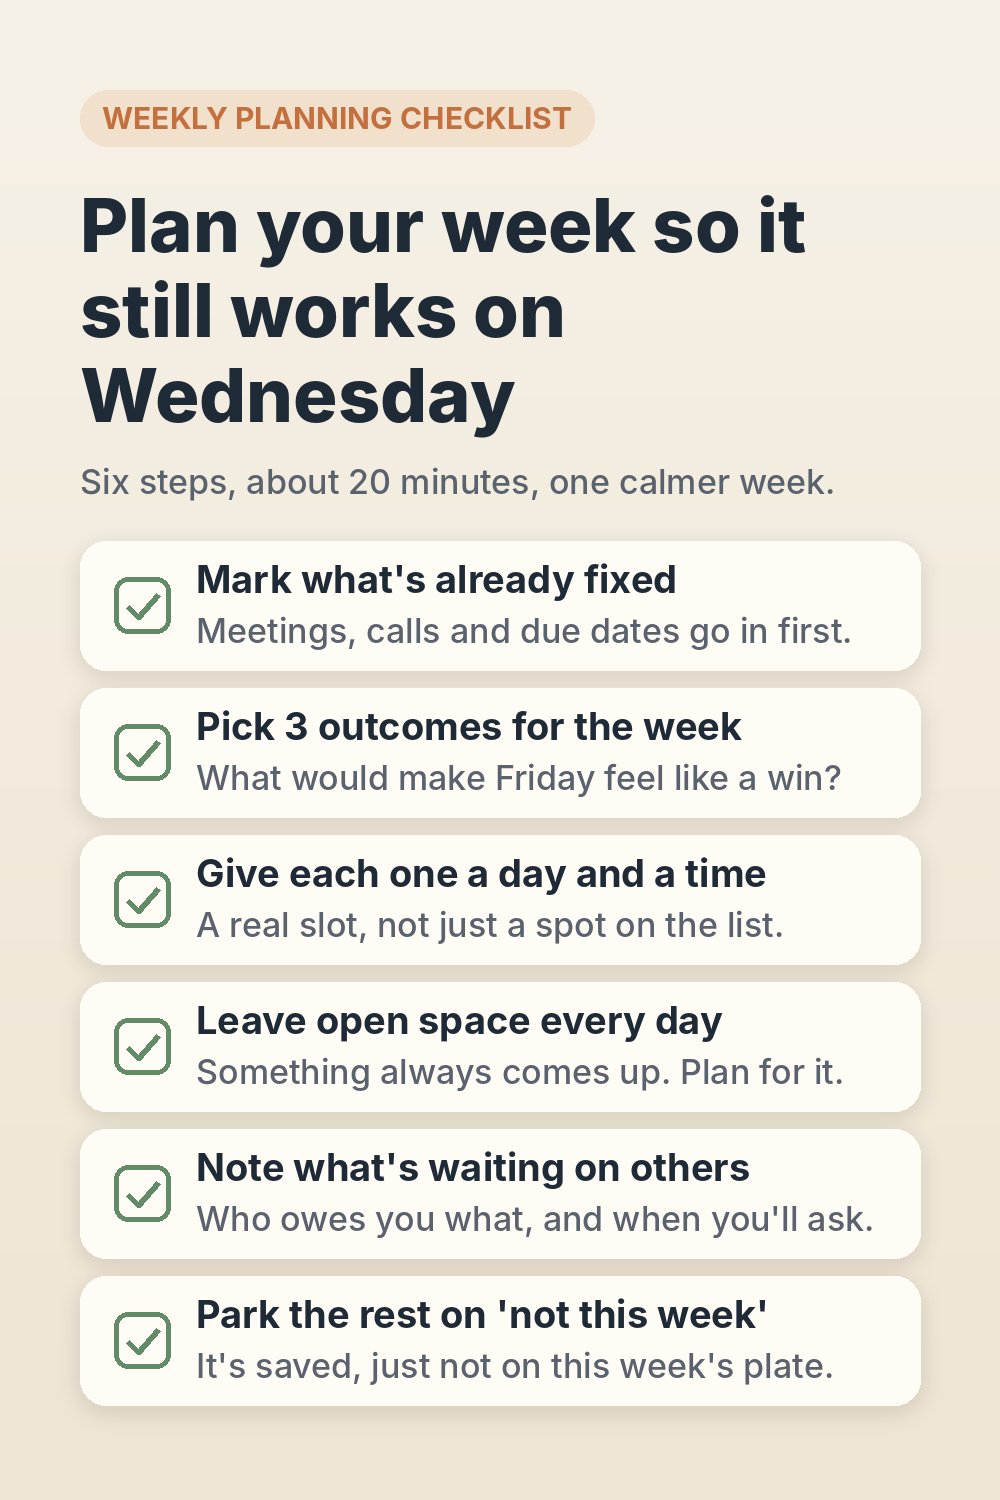 WEEKLY PLANNING CHECKLIST
Plan your week so it
still works on
Wednesday
Six steps, about 20 minutes, one calmer week.
Mark what's already fixed
Meetings, calls and due dates go in first.
Pick 3 outcomes for the week
What would make Friday feel like a win?
Give each one a day and a time
A real slot, not just a spot on the list.
Leave open space every day
Something always comes up. Plan for it.
Note what's waiting on others
Who owes you what, and when you'll ask.
Park the rest on 'not this week'
It's saved, just not on this week's plate.